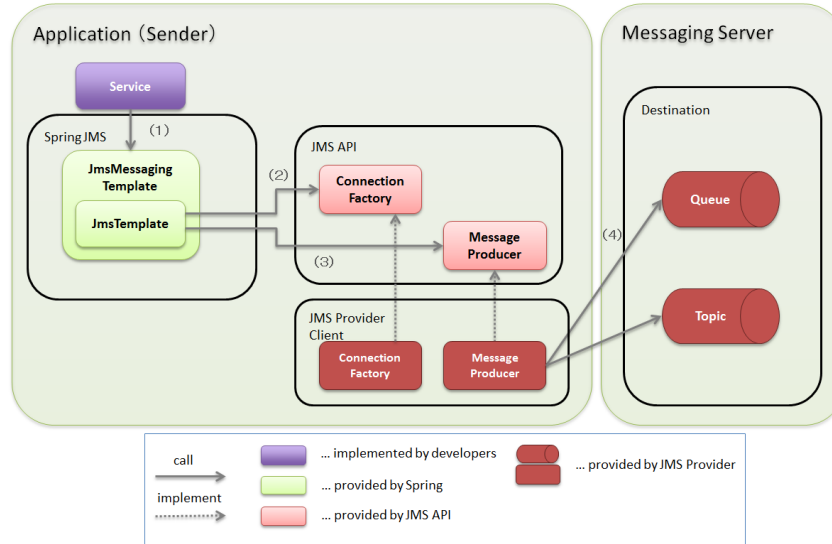 Application (Sender)
Messaging Server
Service
(1)
Spring JMS
JmsMessaging
Template
JmsTemplate
(2)
(3)
JMS API
Connection
Factory
Message
Producer
JMS Provider
Client
Connection
Factory
Message
Producer
(4)
Destination
Queue
Topic
call
implement
... implemented by developers
... provided by Spring
... provided by JMS API
... provided by JMS Provider